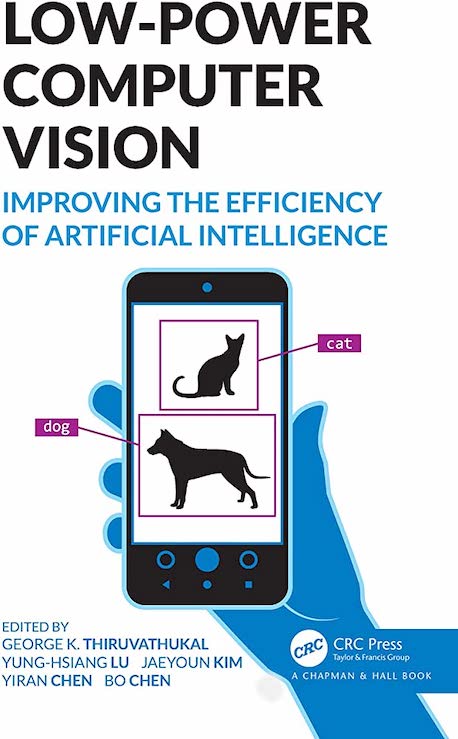 LOW-POWER
COMPUTER
VISION
IMPROVING THE EFFICIENCY
OF ARTIFICIAL INTELLIGENCE
cat
dog
EDITED BY
GEORGE K. THIRUVATHUKAL
YUNG-HSIANG LU JAEYOUN KIM
YIRAN CHEN BO CHEN
CRC CRC Press
Taylor & Francis Group
A CHAPMAN & HALL BOOK